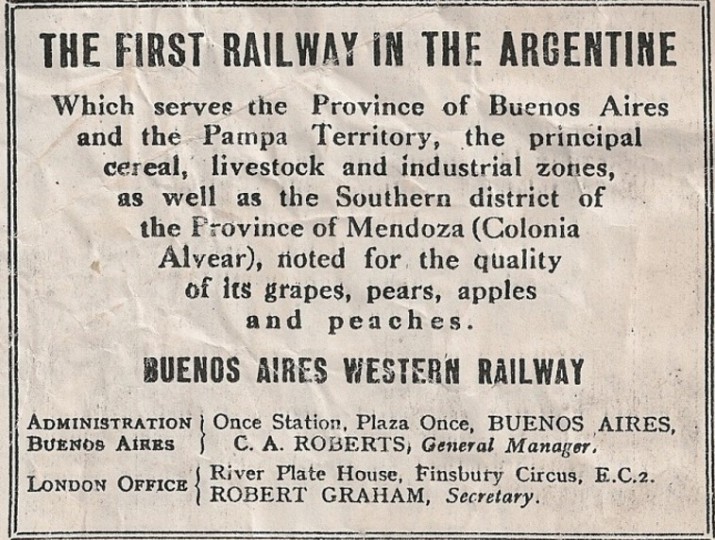 THE FIRST RAILWAY IN THE ARGENTINE
Which serves the Province of Buenos Aires
and the Pampa Territory, the principal
cereal, livestock and industrial zones,
as well as the Southern district of
the Province of Mendoza (Colonia
Alvear), noted for the quality
of its grapes, pears, apples
and peaches.
BUENOS AIRES WESTERN RAILWAY
ADMINISTRATION } Once Station, Plaza Once, BUENOS AIRES,
BUENOS AIRES } C. A. ROBERTS, General Manager.
LONDON OFFICE { River Plate House, Finsbury Circus, E.C.2.
ROBERT GRAHAM, Secretary.